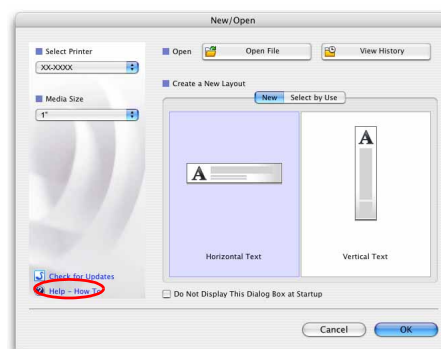 New/Open
Select Printer
XX-XXXX
Media Size
1"
Check for Updates
Help - How To
Open
Open File
View History
Create a New Layout
New
Select by Use
A
Horizontal Text
A
Vertical Text
Do Not Display This Dialog Box at Startup
Cancel
OK